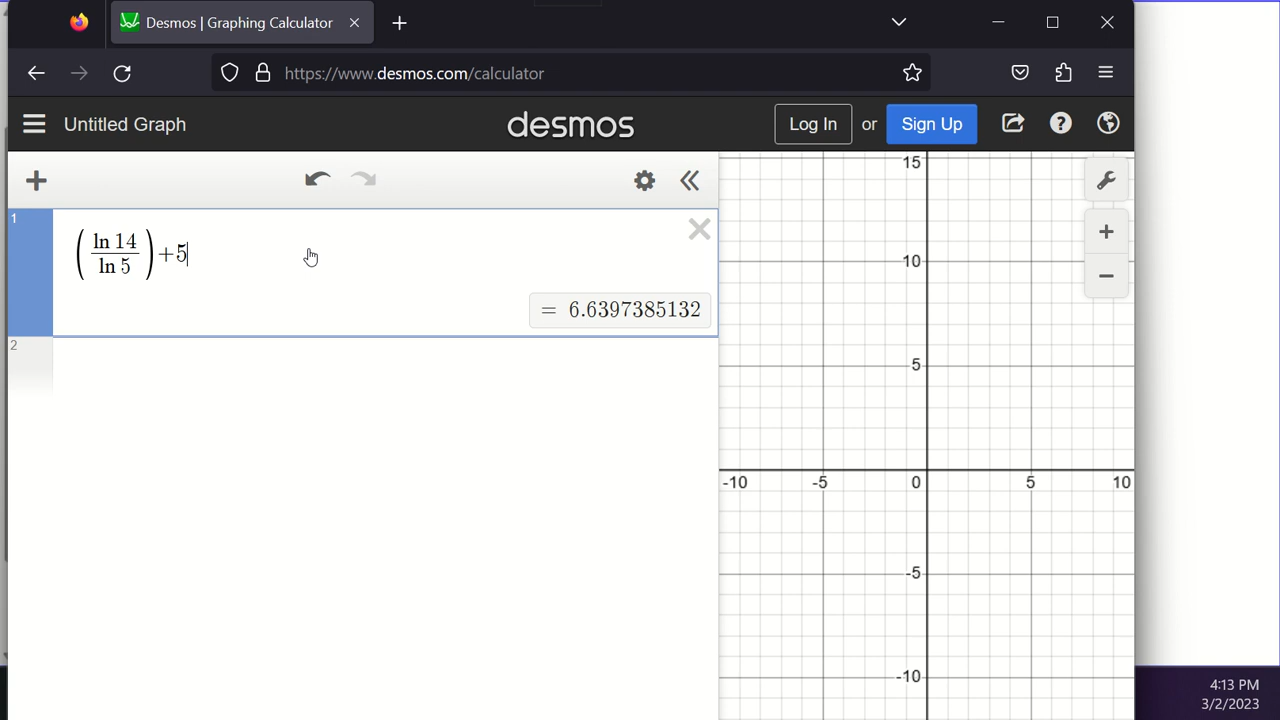 Desmos | Graphing Calculator
https://www.desmos.com/calculator
Untitled Graph
desmos
Log In or Sign Up
1
(ln 14 / ln 5) + 5
= 6.6397385132
2
15
10
5
-10 -5 0 5 10
-5
-10
4:13 PM
3/2/2023